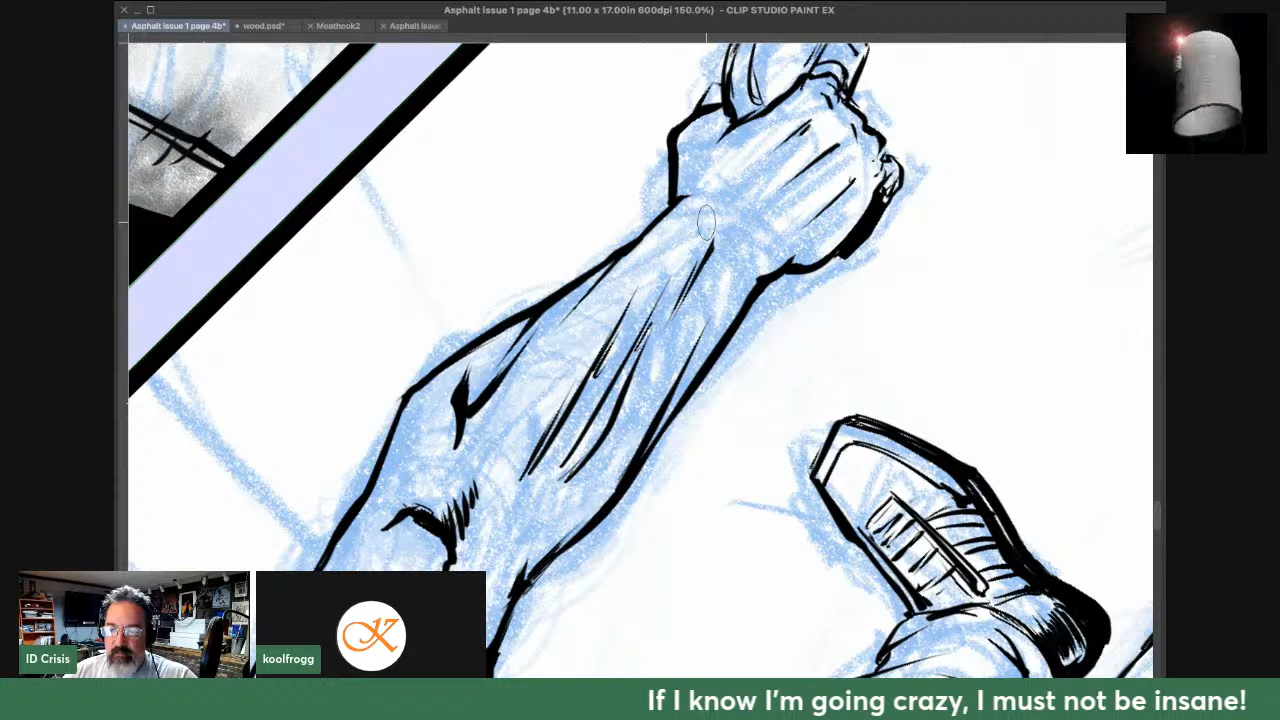 Asphalt issue 1 page 4b* (11.00 x 17.00in 600dpi 150.0%) - CLIP STUDIO PAINT EX
Asphalt issue 1 page 4b* wood.psd* Meathook2 Asphalt issue
K
ID Crisis koolfrogg
If I know I'm going crazy, I must not be insane!